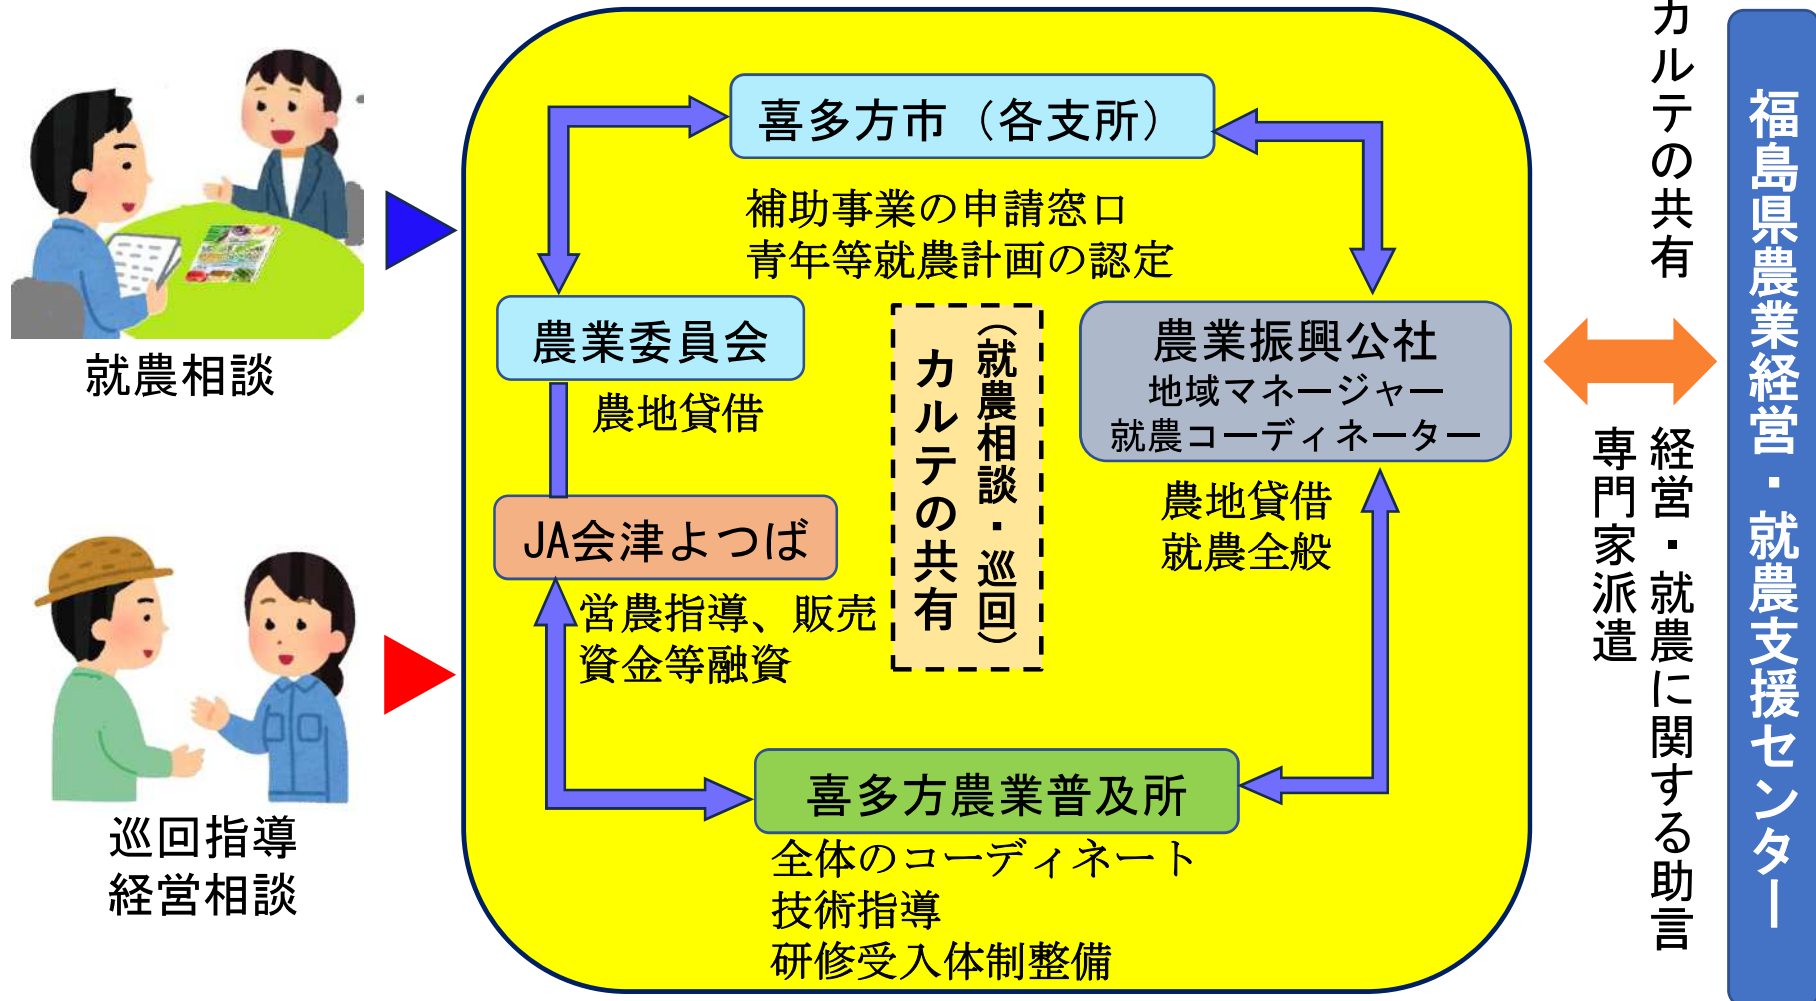 就農相談
巡回指導
経営相談
喜多方市（各支所）
補助事業の申請窓口
青年等就農計画の認定
農業委員会
農地貸借
JA会津よつば
営農指導、販売
資金等融資
（就農相談・巡回）
カルテの共有
農業振興公社
地域マネージャー
就農コーディネーター
農地貸借
就農全般
喜多方農業普及所
全体のコーディネート
技術指導
研修受入体制整備
カルテの共有
経営・就農に関する助言
専門家派遣
福島県農業経営・就農支援センター